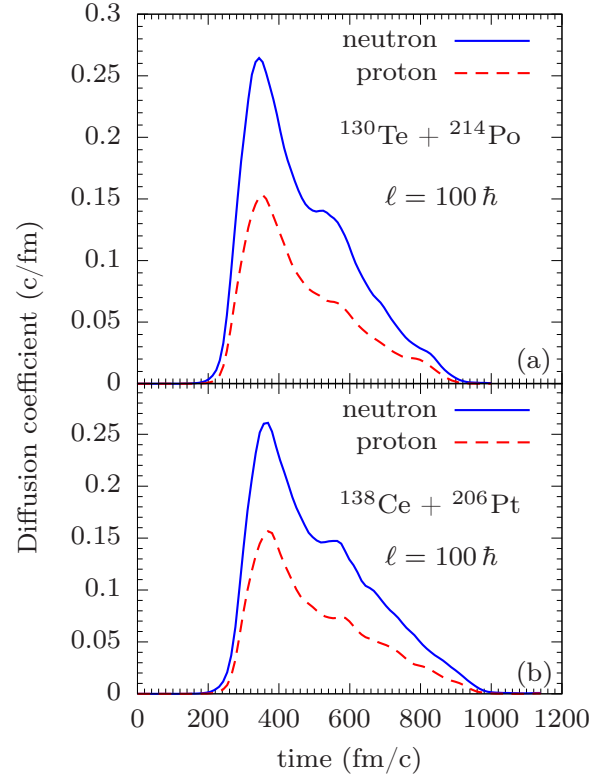 Diffusion coefficient (c/fm)
0.3
0.25
0.2
0.15
0.1
0.05
0
neutron
proton
¹³⁰Te + ²¹⁴Po
ℓ = 100 ℏ
(a)
0.25
0.2
0.15
0.1
0.05
0
neutron
proton
¹³⁸Ce + ²⁰⁶Pt
ℓ = 100 ℏ
(b)
0 200 400 600 800 1000 1200
time (fm/c)